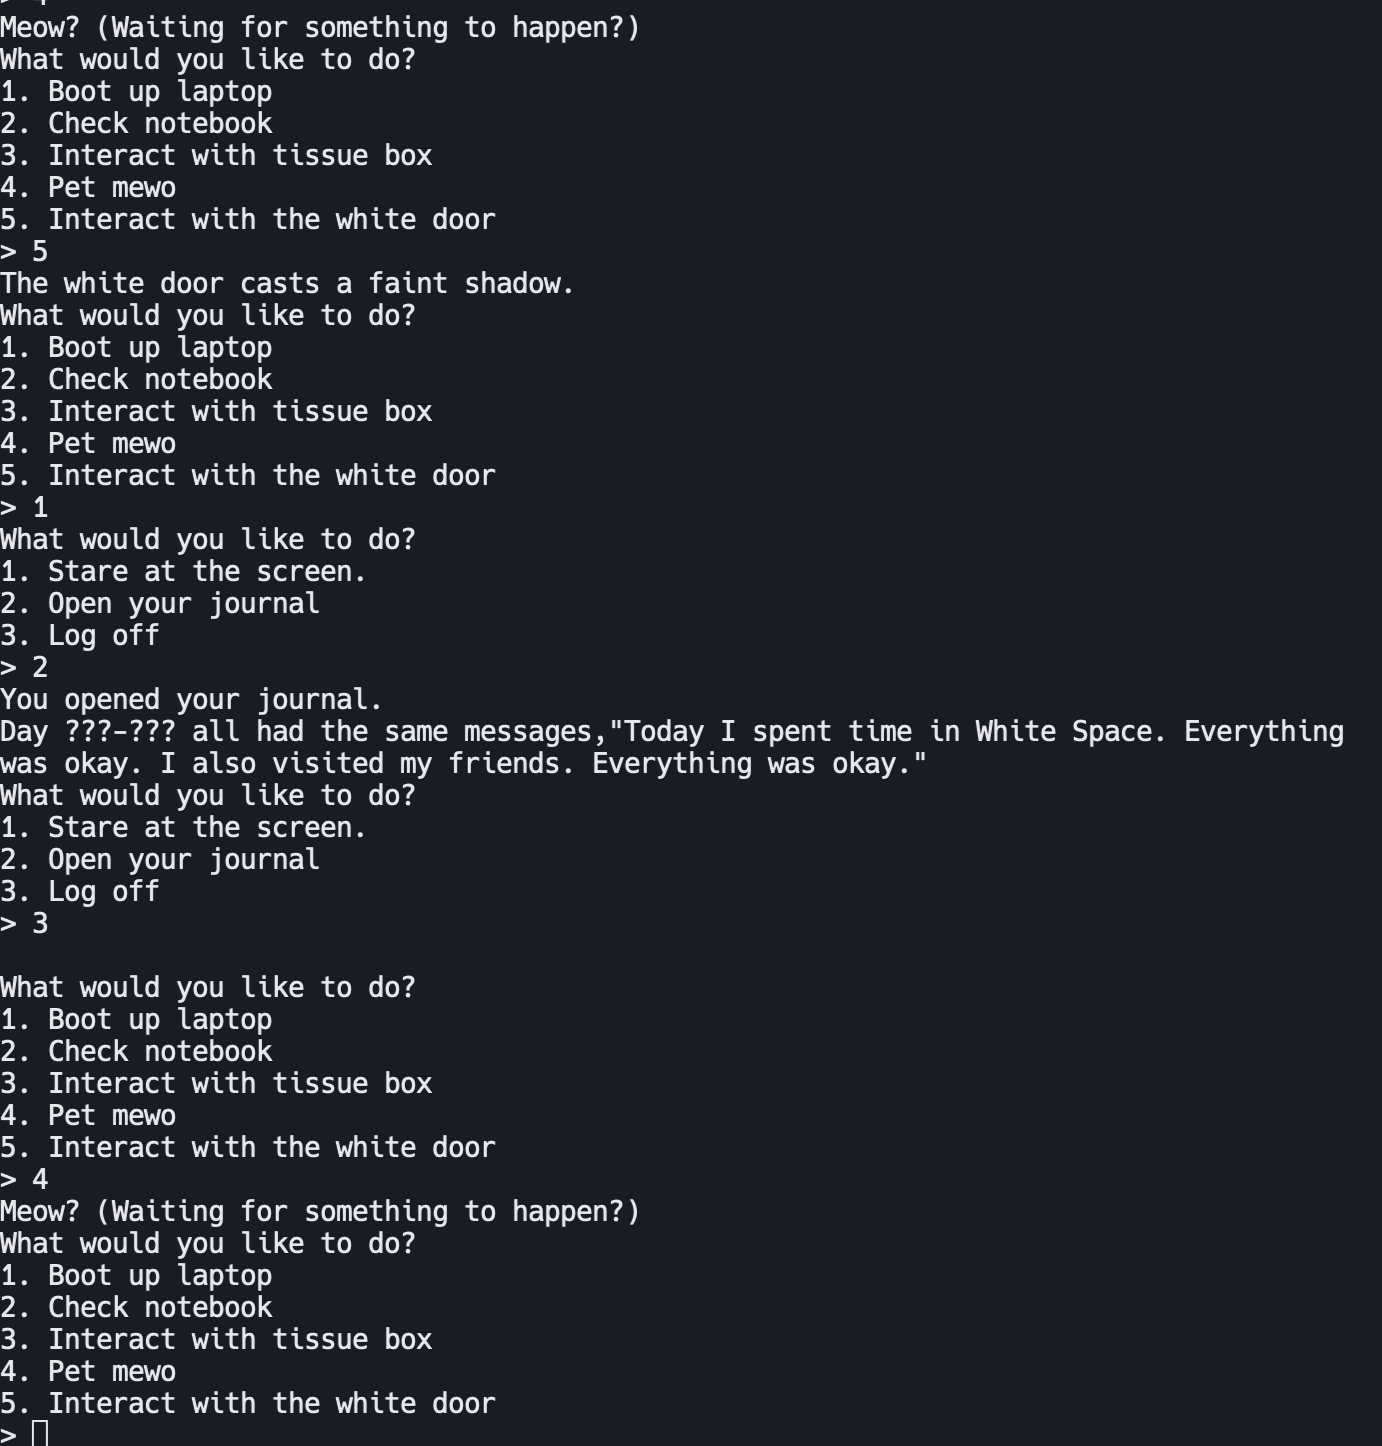 Meow? (Waiting for something to happen?)
What would you like to do?
1. Boot up laptop
2. Check notebook
3. Interact with tissue box
4. Pet mewo
5. Interact with the white door
> 5
The white door casts a faint shadow.
What would you like to do?
1. Boot up laptop
2. Check notebook
3. Interact with tissue box
4. Pet mewo
5. Interact with the white door
> 1
What would you like to do?
1. Stare at the screen.
2. Open your journal
3. Log off
> 2
You opened your journal.
Day ???-??? all had the same messages,"Today I spent time in White Space. Everything
was okay. I also visited my friends. Everything was okay."
What would you like to do?
1. Stare at the screen.
2. Open your journal
3. Log off
> 3
What would you like to do?
1. Boot up laptop
2. Check notebook
3. Interact with tissue box
4. Pet mewo
5. Interact with the white door
> 4
Meow? (Waiting for something to happen?)
What would you like to do?
1. Boot up laptop
2. Check notebook
3. Interact with tissue box
4. Pet mewo
5. Interact with the white door
>